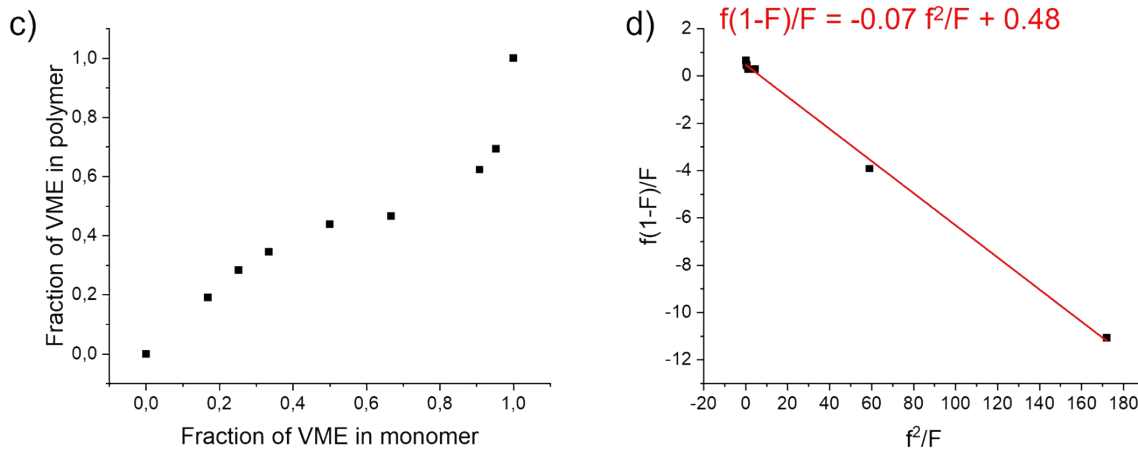 c)
Fraction of VME in polymer
1,0
0,8
0,6
0,4
0,2
0,0
0,0 0,2 0,4 0,6 0,8 1,0
Fraction of VME in monomer
d)
f(1-F)/F = -0.07 f²/F + 0.48
f(1-F)/F
2
0
-2
-4
-6
-8
-10
-12
-20 0 20 40 60 80 100 120 140 160 180
f²/F